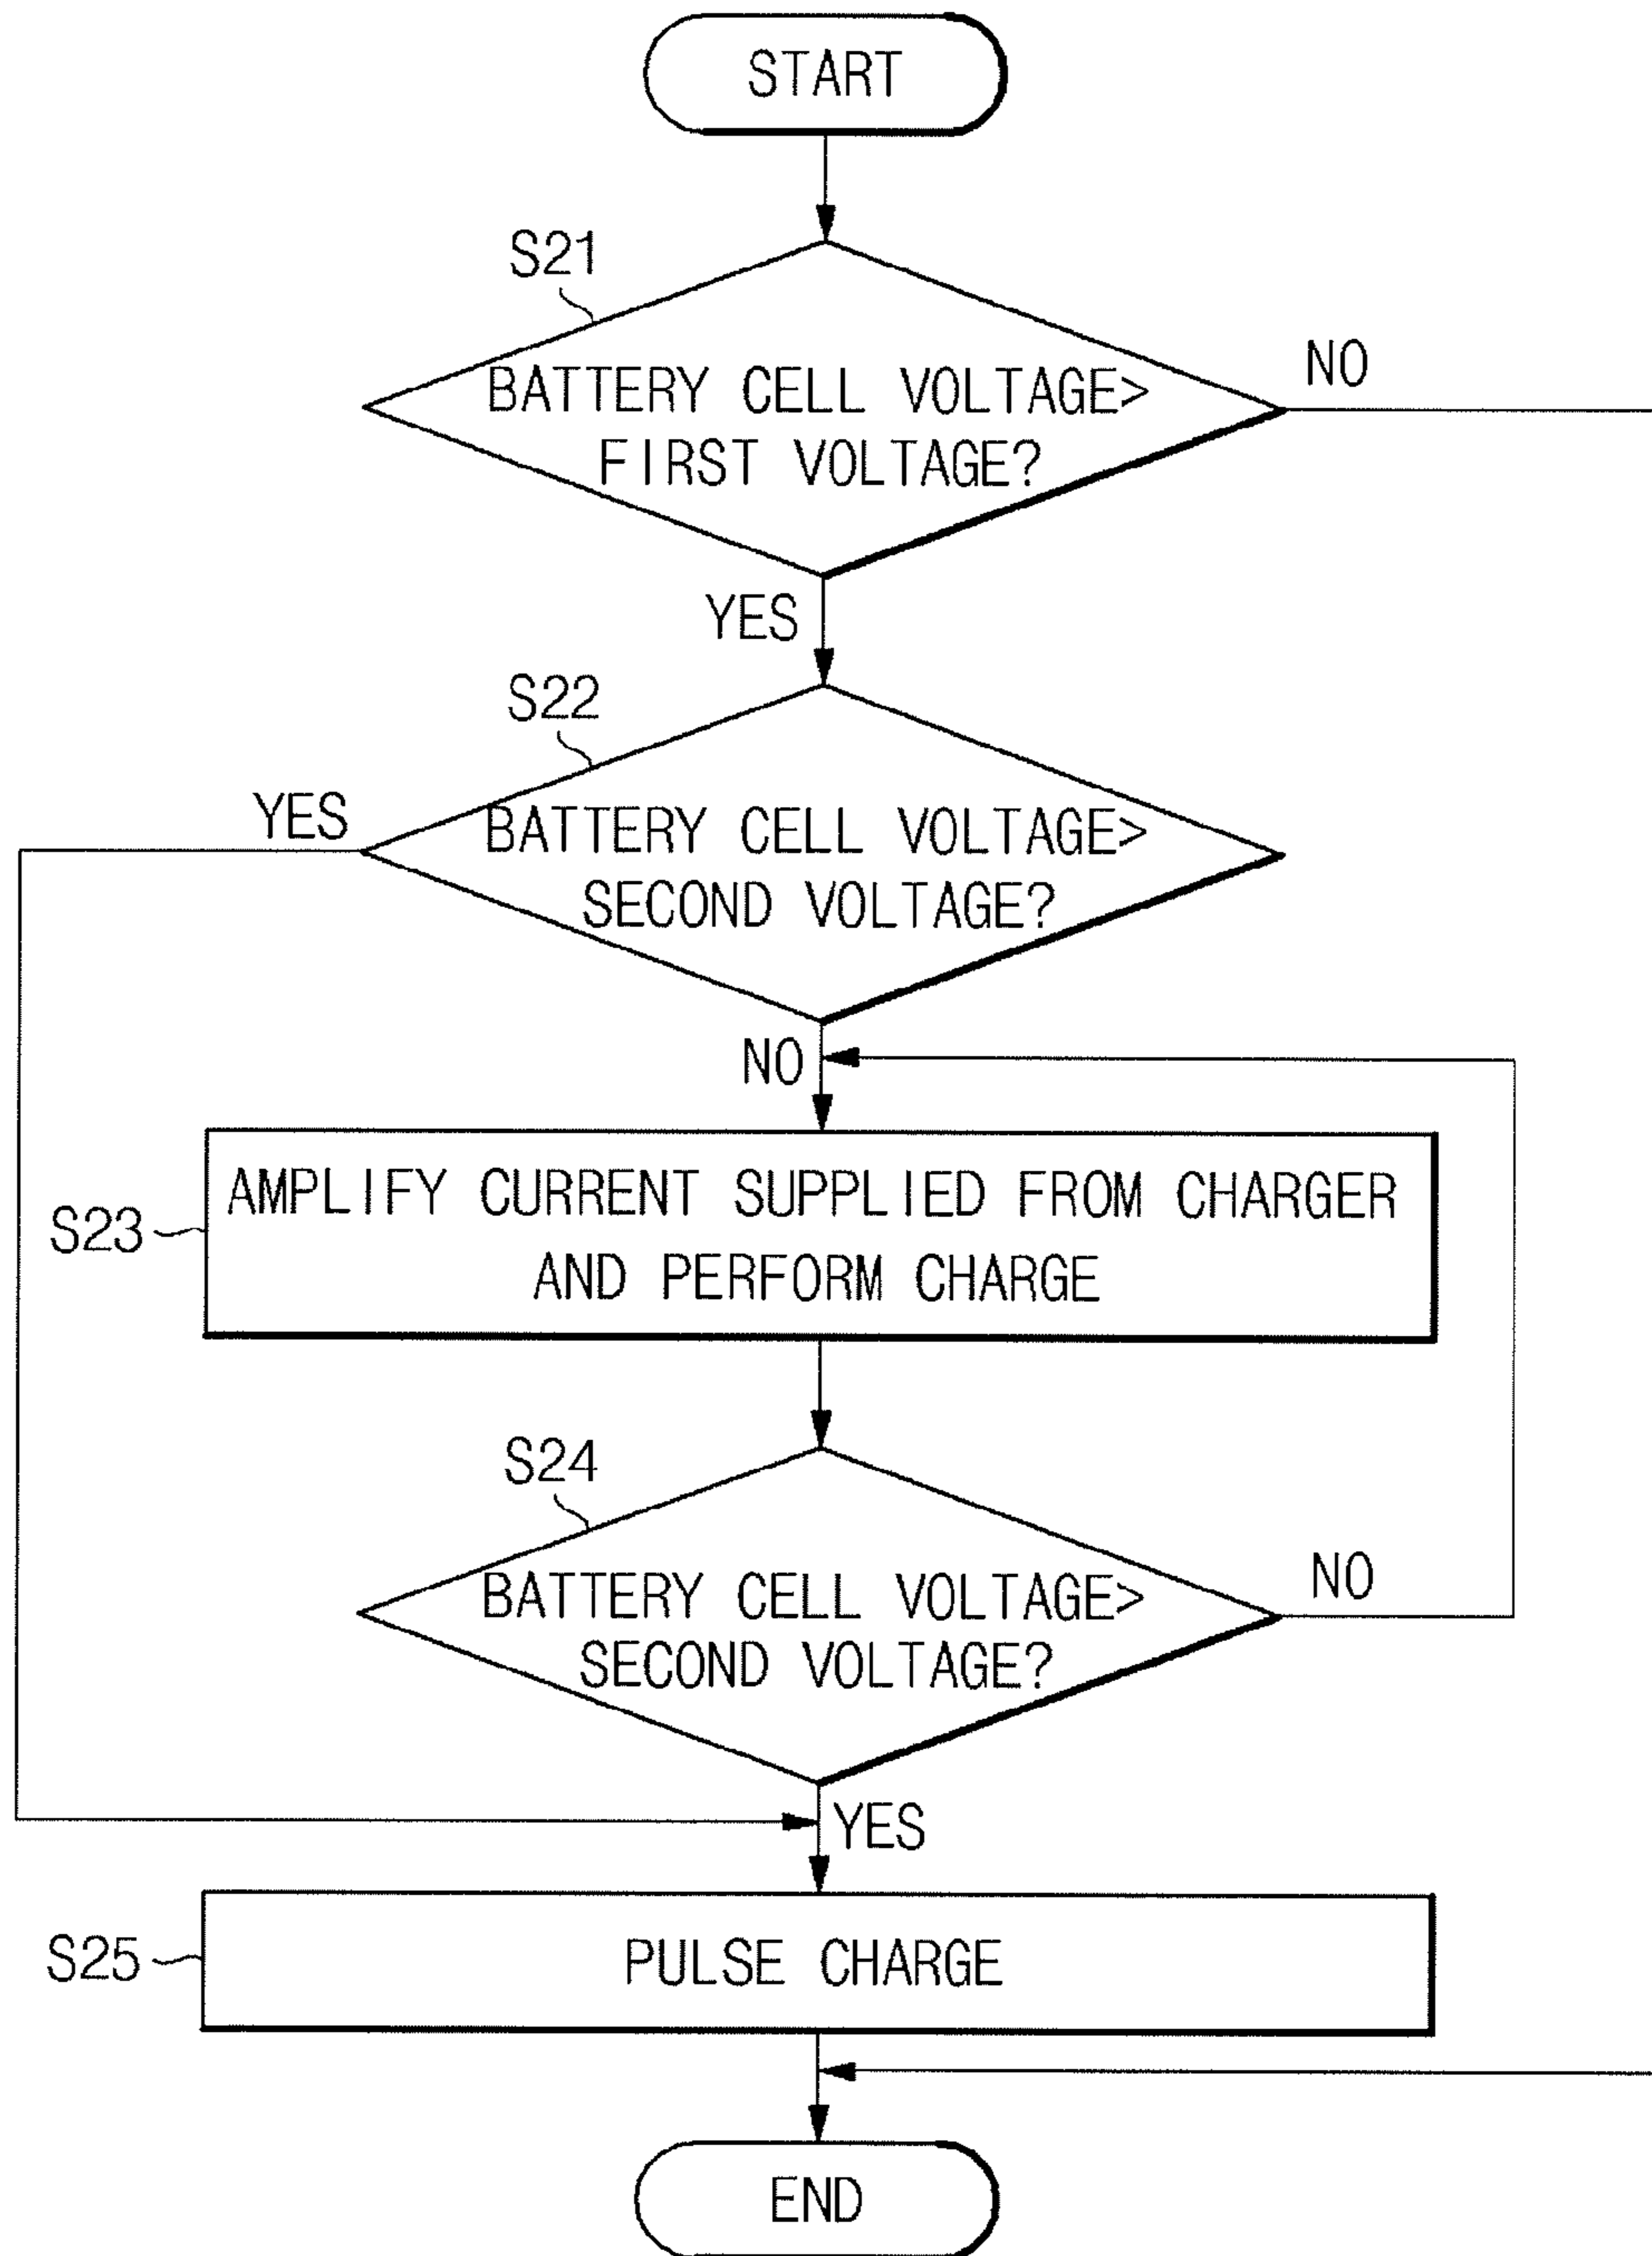 START
S21
BATTERY CELL VOLTAGE>
FIRST VOLTAGE?
NO
YES
S22
YES
BATTERY CELL VOLTAGE>
SECOND VOLTAGE?
NO
S23
AMPLIFY CURRENT SUPPLIED FROM CHARGER
AND PERFORM CHARGE
S24
BATTERY CELL VOLTAGE>
SECOND VOLTAGE?
NO
YES
S25
PULSE CHARGE
END